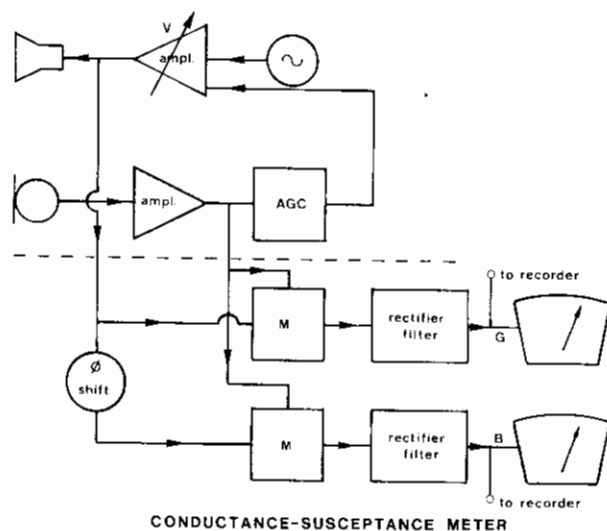 V
ampl.
ampl.
AGC
to recorder
M
rectifier
filter
G
Ø
shift
M
rectifier
filter
B
to recorder
CONDUCTANCE-SUSCEPTANCE METER